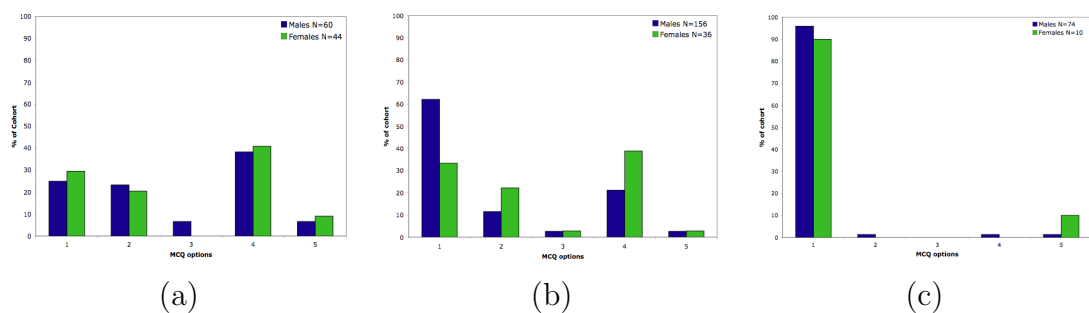 100
90
80
70
60
50
40
30
20
10
0
% of Cohort
Males N=60
Females N=44
1 2 3 4 5
MCQ options
(a)
100
90
80
70
60
50
40
30
20
10
0
% of cohort
Males N=156
Females N=36
1 2 3 4 5
MCQ options
(b)
100
90
80
70
60
50
40
30
20
10
0
% of cohort
Males N=74
Females N=10
1 2 3 4 5
MCQ options
(c)